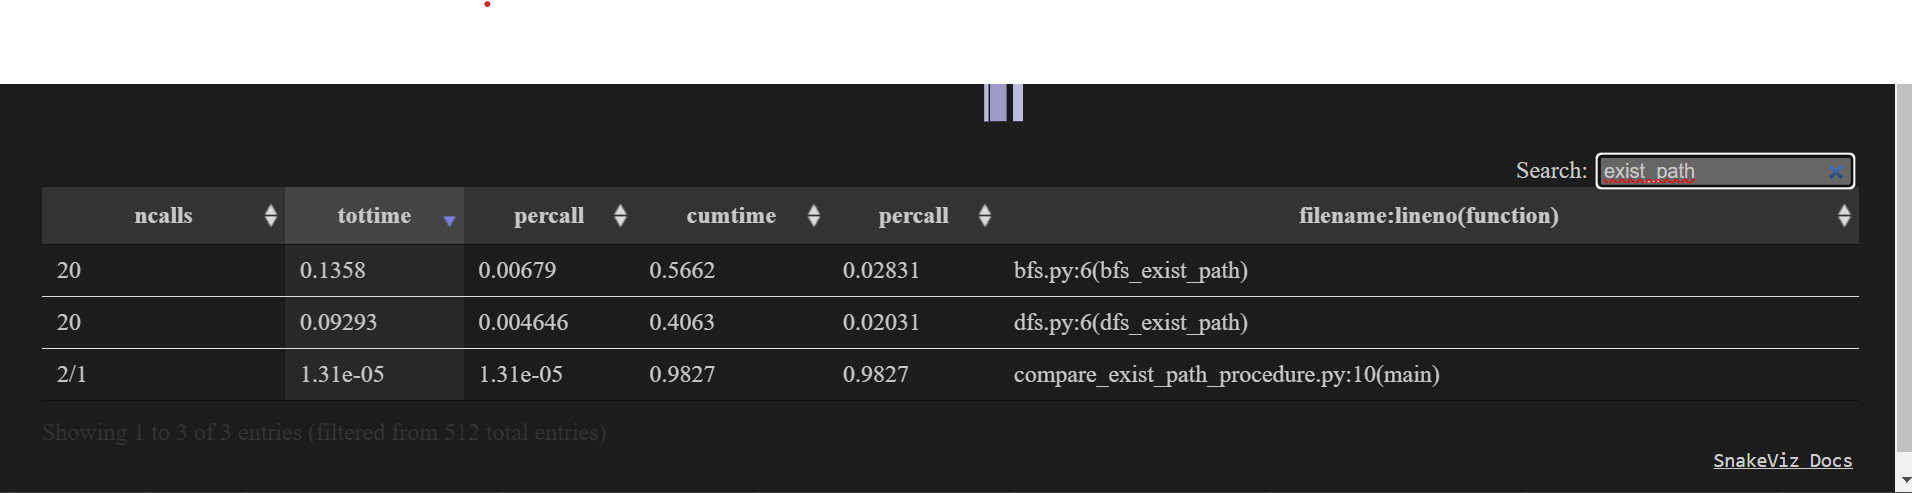 Search: exist_path
ncalls tottime percall cumtime percall filename:lineno(function)
20 0.1358 0.00679 0.5662 0.02831 bfs.py:6(bfs_exist_path)
20 0.09293 0.004646 0.4063 0.02031 dfs.py:6(dfs_exist_path)
2/1 1.31e-05 1.31e-05 0.9827 0.9827 compare_exist_path_procedure.py:10(main)
Showing 1 to 3 of 3 entries (filtered from 512 total entries)
SnakeViz Docs